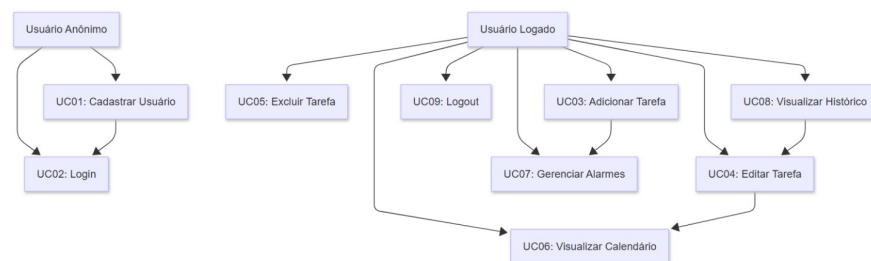 Usuário Anônimo
Usuário Logado
UC01: Cadastrar Usuário
UC05: Excluir Tarefa
UC09: Logout
UC03: Adicionar Tarefa
UC08: Visualizar Histórico
UC02: Login
UC07: Gerenciar Alarmes
UC04: Editar Tarefa
UC06: Visualizar Calendário